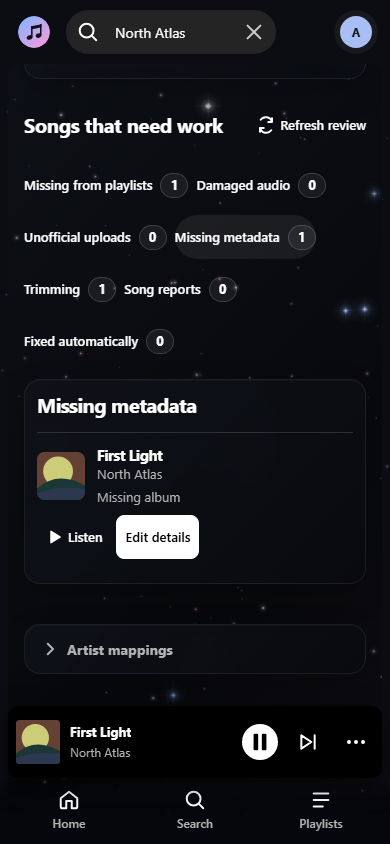 North Atlas
A
Songs that need work
Refresh review
Missing from playlists 1 Damaged audio 0
Unofficial uploads 0 Missing metadata 1
Trimming 1 Song reports 0
Fixed automatically 0
Missing metadata
First Light
North Atlas
Missing album
Listen Edit details
Artist mappings
First Light
North Atlas
Home Search Playlists